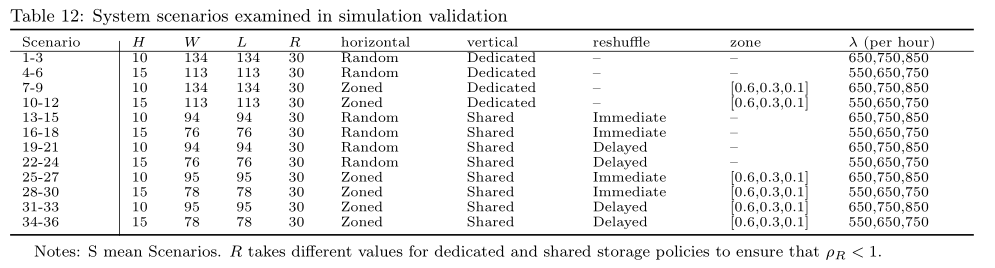 Table 12: System scenarios examined in simulation validation
Scenario H W L R horizontal vertical reshuffle zone λ (per hour)
1-3 10 134 134 30 Random Dedicated – – 650,750,850
4-6 15 113 113 30 Random Dedicated – – 550,650,750
7-9 10 134 134 30 Zoned Dedicated – [0.6,0.3,0.1] 650,750,850
10-12 15 113 113 30 Zoned Dedicated – [0.6,0.3,0.1] 550,650,750
13-15 10 94 94 30 Random Shared Immediate – 650,750,850
16-18 15 76 76 30 Random Shared Immediate – 550,650,750
19-21 10 94 94 30 Random Shared Delayed – 650,750,850
22-24 15 76 76 30 Random Shared Delayed – 550,650,750
25-27 10 95 95 30 Zoned Shared Immediate [0.6,0.3,0.1] 650,750,850
28-30 15 78 78 30 Zoned Shared Immediate [0.6,0.3,0.1] 550,650,750
31-33 10 95 95 30 Zoned Shared Delayed [0.6,0.3,0.1] 650,750,850
34-36 15 78 78 30 Zoned Shared Delayed [0.6,0.3,0.1] 550,650,750
Notes: S mean Scenarios. R takes different values for dedicated and shared storage policies to ensure that ρR < 1.